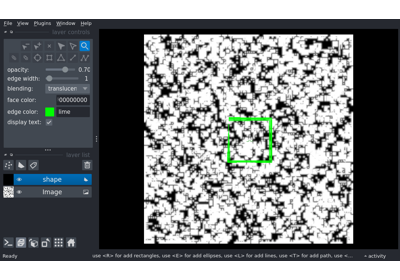 File View Plugins Window Help
layer controls
opacity: 0.70
edge width: 1
blending: translucen
face color: 00000000
edge color: lime
display text:
layer list
shape
Image
Ready
use <R> for add rectangles, use <E> for add ellipses, use <L> for add lines, use <T> for add path, use <...
activity